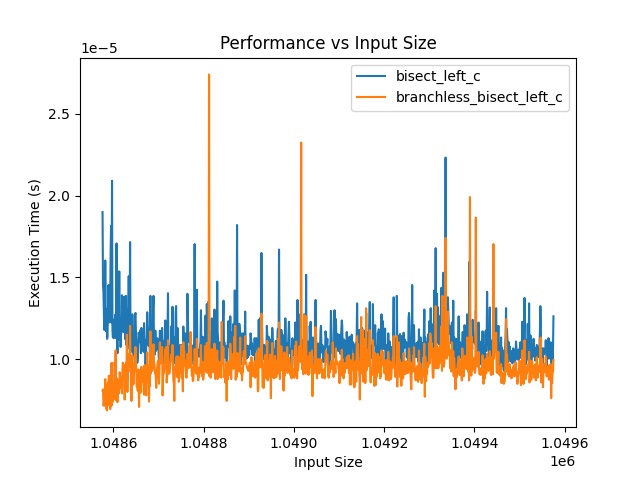 Performance vs Input Size
1e−5
bisect_left_c
branchless_bisect_left_c
2.5
2.0
1.5
1.0
Execution Time (s)
1.0486 1.0488 1.0490 1.0492 1.0494 1.0496
Input Size
1e6